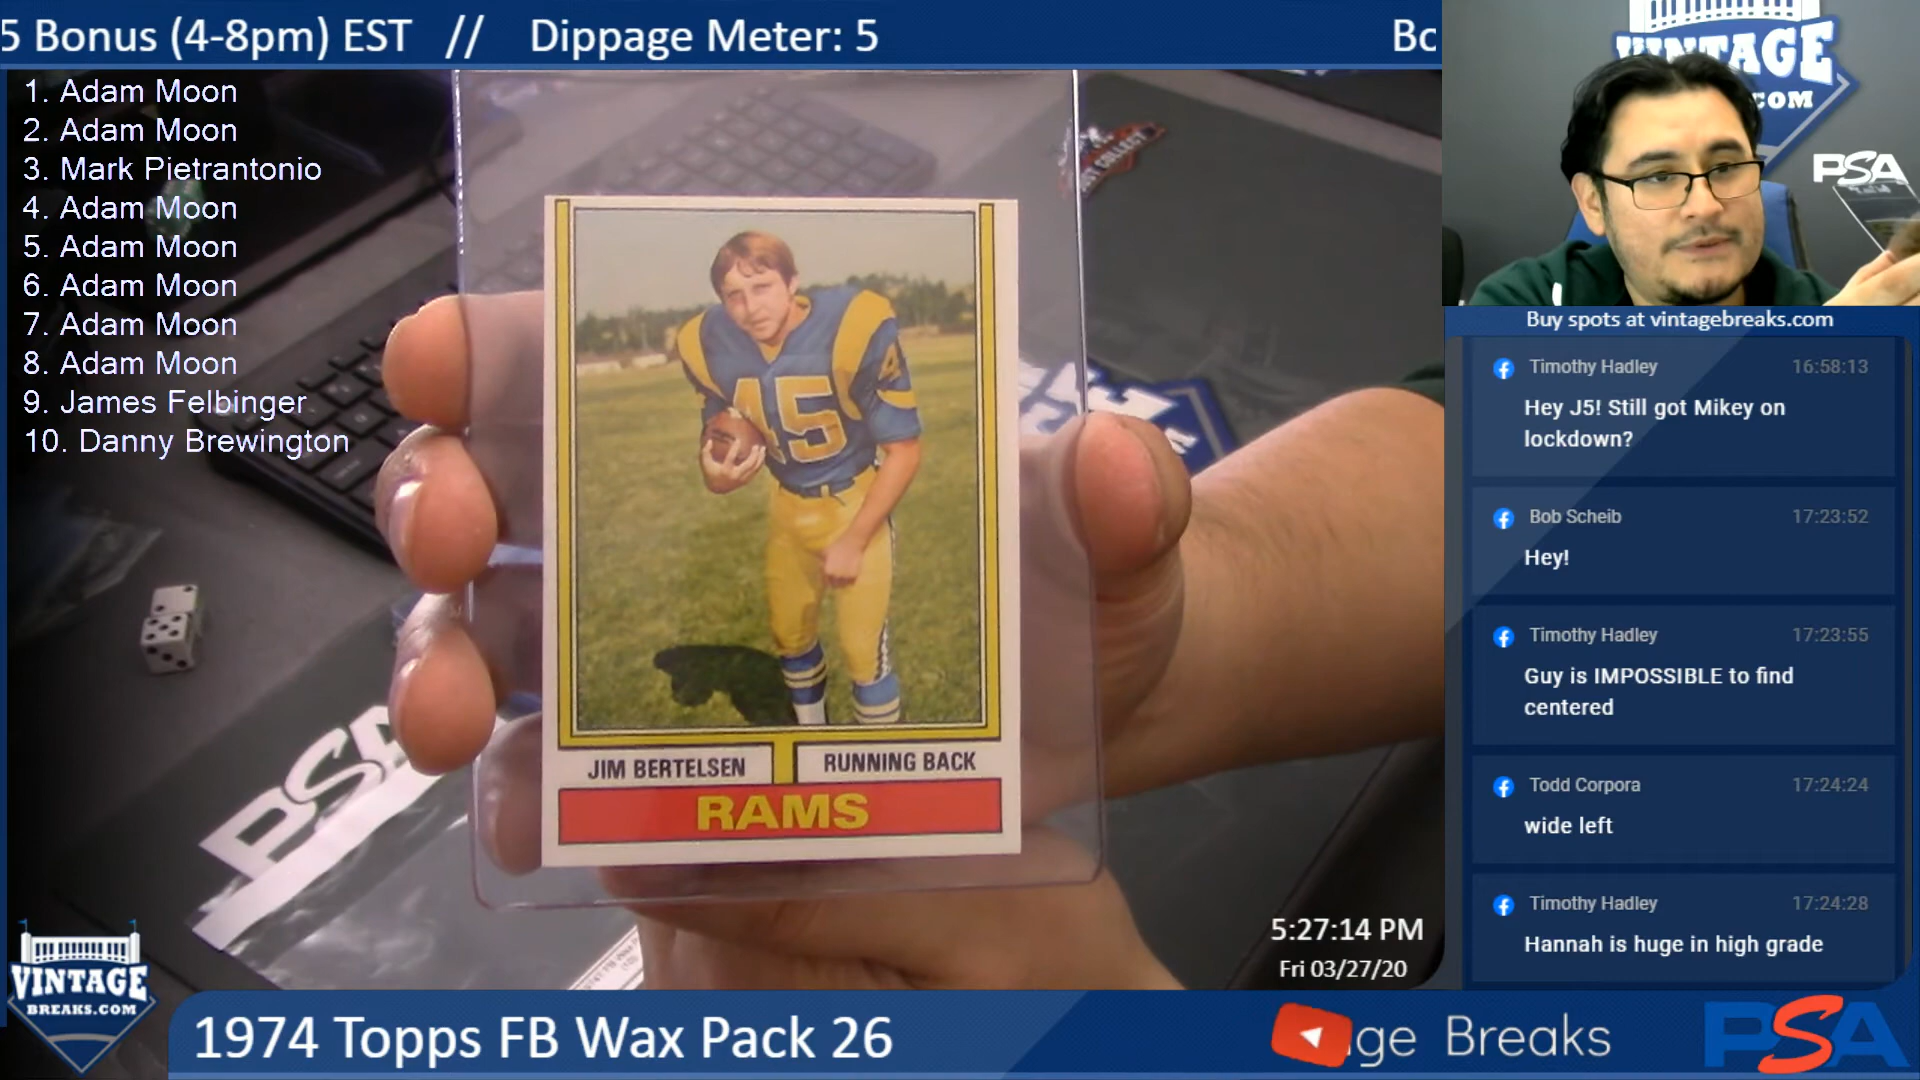 5 Bonus (4-8pm) EST // Dippage Meter: 5
Bc
1. Adam Moon
2. Adam Moon
3. Mark Pietrantonio
4. Adam Moon
5. Adam Moon
6. Adam Moon
7. Adam Moon
8. Adam Moon
9. James Felbinger
10. Danny Brewington
45
JIM BERTELSEN
RUNNING BACK
RAMS
PSA
VINTAGE
.COM
PSA
Buy spots at vintagebreaks.com
Timothy Hadley 16:58:13
Hey J5! Still got Mikey on
lockdown?
Bob Scheib 17:23:52
Hey!
Timothy Hadley 17:23:55
Guy is IMPOSSIBLE to find
centered
Todd Corpora 17:24:24
wide left
Timothy Hadley 17:24:28
Hannah is huge in high grade
5:27:14 PM
Fri 03/27/20
VINTAGE
BREAKS.COM
1974 Topps FB Wax Pack 26
ge Breaks
PSA